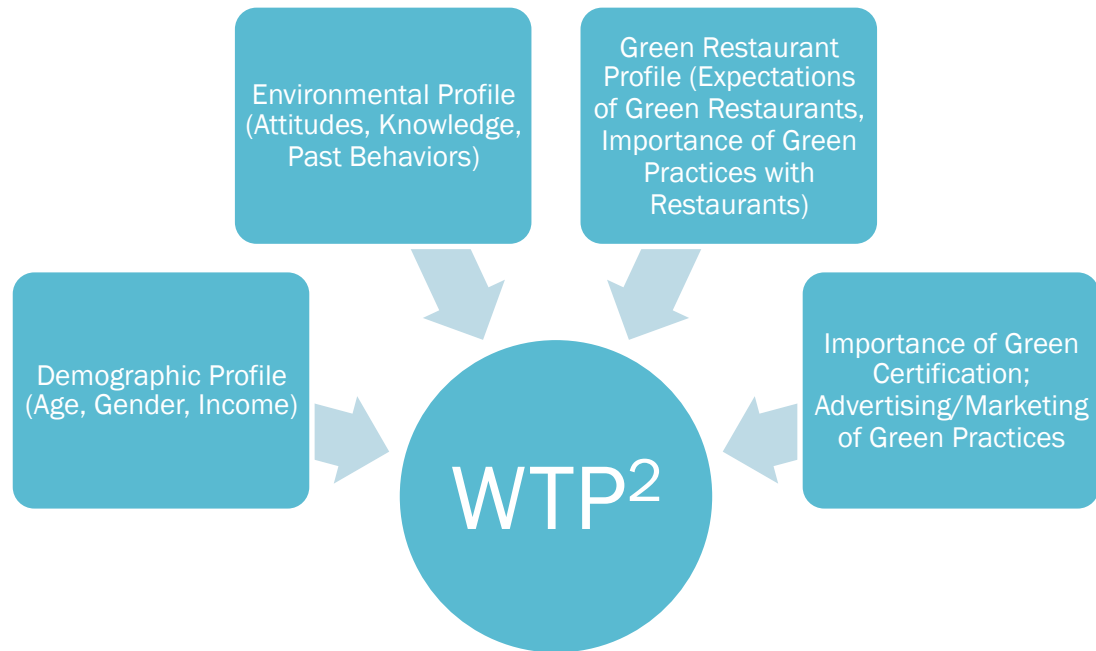 Environmental Profile
(Attitudes, Knowledge,
Past Behaviors)
Green Restaurant
Profile (Expectations
of Green Restaurants,
Importance of Green
Practices with
Restaurants)
Demographic Profile
(Age, Gender, Income)
Importance of Green
Certification;
Advertising/Marketing
of Green Practices
WTP²